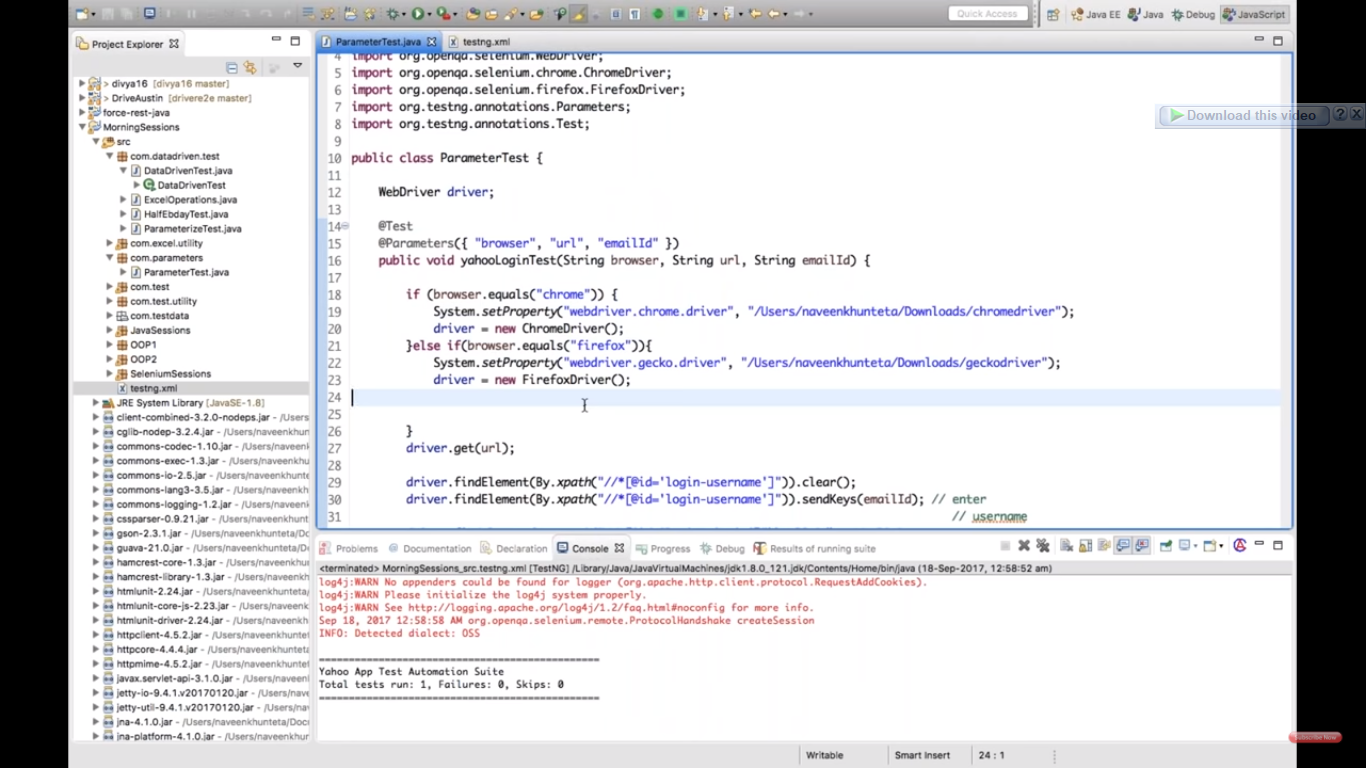 Quick Access
Java EE
Java
Debug
JavaScript
Project Explorer
> divya16 [divya16 master]
> DriveAustin [drivere2e master]
force-rest-java
MorningSessions
src
com.datadriven.test
DataDrivenTest.java
DataDrivenTest
ExcelOperations.java
HalfEbdayTest.java
ParameterizeTest.java
com.excel.utility
com.parameters
ParameterTest.java
com.test
com.test.utility
com.testdata
JavaSessions
OOP1
OOP2
SeleniumSessions
testng.xml
JRE System Library [JavaSE-1.8]
client-combined-3.2.0-nodeps.jar - /Users
cglib-nodep-3.2.4.jar - /Users/naveenkhu
commons-codec-1.10.jar - /Users/naveenk
commons-exec-1.3.jar - /Users/naveenkh
commons-io-2.5.jar - /Users/naveenkhunt
commons-lang3-3.5.jar - /Users/naveenk
commons-logging-1.2.jar - /Users/naveen
cssparser-0.9.21.jar - /Users/naveenkhun
gson-2.3.1.jar - /Users/naveenkhunteta/D
guava-21.0.jar - /Users/naveenkhunteta/D
hamcrest-core-1.3.jar - /Users/naveenkh
hamcrest-library-1.3.jar - /Users/naveenk
htmlunit-2.24.jar - /Users/naveenkhuntet
htmlunit-core-js-2.23.jar - /Users/naveen
htmlunit-driver-2.24.jar - /Users/naveenk
httpclient-4.5.2.jar - /Users/naveenkhunt
httpcore-4.4.4.jar - /Users/naveenkhunte
httpmime-4.5.2.jar - /Users/naveenkhunt
javax.servlet-api-3.1.0.jar - /Users/navee
jetty-io-9.4.1.v20170120.jar - /Users/nav
jetty-util-9.4.1.v20170120.jar - /Users/na
jna-4.1.0.jar - /Users/naveenkhunteta/Doc
jna-platform-4.1.0.jar - /Users/naveenkhu
ParameterTest.java
testng.xml
Download this video
4 import org.openqa.selenium.WebDriver;
5 import org.openqa.selenium.chrome.ChromeDriver;
6 import org.openqa.selenium.firefox.FirefoxDriver;
7 import org.testng.annotations.Parameters;
8 import org.testng.annotations.Test;
9
10 public class ParameterTest {
11
12 WebDriver driver;
13
14 @Test
15 @Parameters({ "browser", "url", "emailId" })
16 public void yahooLoginTest(String browser, String url, String emailId) {
17
18 if (browser.equals("chrome")) {
19 System.setProperty("webdriver.chrome.driver", "/Users/naveenkhunteta/Downloads/chromedriver");
20 driver = new ChromeDriver();
21 }else if(browser.equals("firefox")){
22 System.setProperty("webdriver.gecko.driver", "/Users/naveenkhunteta/Downloads/geckodriver");
23 driver = new FirefoxDriver();
24
25
26 }
27 driver.get(url);
28
29 driver.findElement(By.xpath("//*[@id='login-username']")).clear();
30 driver.findElement(By.xpath("//*[@id='login-username']")).sendKeys(emailId); // enter
31 // username
Problems
Documentation
Declaration
Console
Progress
Debug
Results of running suite
<terminated> MorningSessions_src.testng.xml [TestNG] /Library/Java/JavaVirtualMachines/jdk1.8.0_121.jdk/Contents/Home/bin/java (18-Sep-2017, 12:58:52 am)
log4j:WARN No appenders could be found for logger (org.apache.http.client.protocol.RequestAddCookies).
log4j:WARN Please initialize the log4j system properly.
log4j:WARN See http://logging.apache.org/log4j/1.2/faq.html#noconfig for more info.
Sep 18, 2017 12:58:58 AM org.openqa.selenium.remote.ProtocolHandshake createSession
INFO: Detected dialect: OSS
===============================================
Yahoo App Test Automation Suite
Total tests run: 1, Failures: 0, Skips: 0
===============================================
Subscribe Now
Writable
Smart Insert
24 : 1